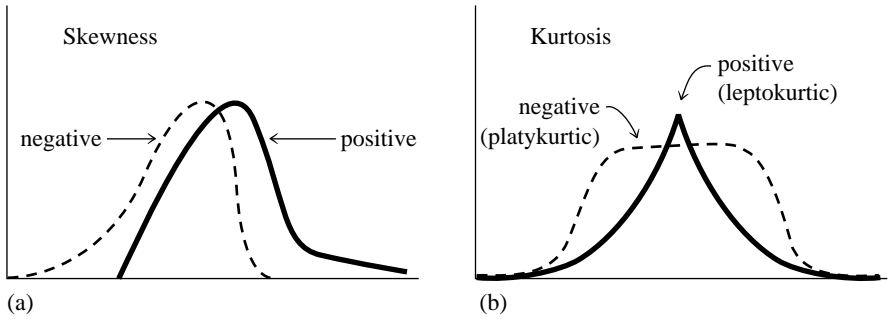 Skewness
negative
positive
(a)
Kurtosis
positive
(leptokurtic)
negative
(platykurtic)
(b)